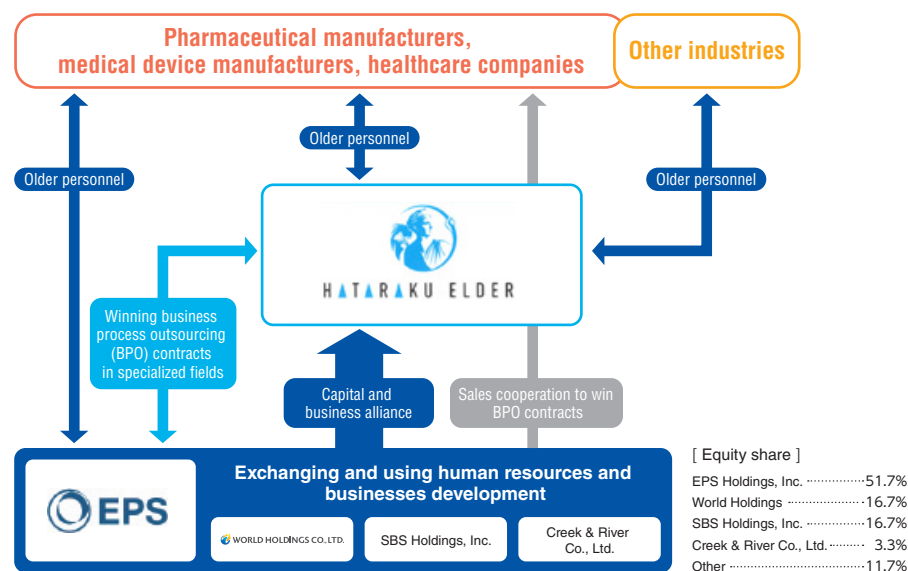 Pharmaceutical manufacturers,
medical device manufacturers, healthcare companies
Other industries
Older personnel
Older personnel
Older personnel
HATARAKU ELDER
Winning business
process outsourcing
(BPO) contracts
in specialized fields
Capital and
business alliance
Sales cooperation to win
BPO contracts
EPS
Exchanging and using human resources and
businesses development
WORLD HOLDINGS CO., LTD.
SBS Holdings, Inc.
Creek & River
Co., Ltd.
[ Equity share ]
EPS Holdings, Inc. 51.7%
World Holdings 16.7%
SBS Holdings, Inc. 16.7%
Creek & River Co., Ltd. 3.3%
Other 11.7%